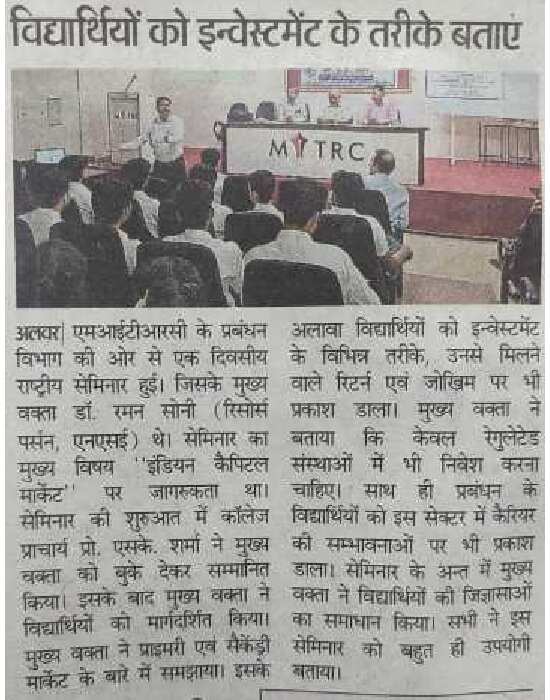 विद्यार्थियों को इन्वेस्टमेंट के तरीके बताएं
MITRC
अलवर| एमआईटीआरसी के प्रबंधन
विभाग की ओर से एक दिवसीय
राष्ट्रीय सेमिनार हुई। जिसके मुख्य
वक्ता डॉ. रमन सोनी (रिसोर्स
पर्सन, एनएसई) थे। सेमिनार का
मुख्य विषय ''इंडियन कैपिटल
मार्केट'' पर जागरुकता था।
सेमिनार की शुरुआत में कॉलेज
प्राचार्य प्रो. एसके. शर्मा ने मुख्य
वक्ता को बुके देकर सम्मानित
किया। इसके बाद मुख्य वक्ता ने
विद्यार्थियों को मार्गदर्शित किया।
मुख्य वक्ता ने प्राइमरी एवं सैकेंड्री
मार्केट के बारे में समझाया। इसके
अलावा विद्यार्थियों को इन्वेस्टमेंट
के विभिन्न तरीके, उनसे मिलने
वाले रिटर्न एवं जोखिम पर भी
प्रकाश डाला। मुख्य वक्ता ने
बताया कि केवल रेगुलेटेड
संस्थाओं में भी निवेश करना
चाहिए। साथ ही प्रबंधन के
विद्यार्थियों को इस सेक्टर में कैरियर
की सम्भावनाओं पर भी प्रकाश
डाला। सेमिनार के अन्त में मुख्य
वक्ता ने विद्यार्थियों की जिज्ञासाओं
का समाधान किया। सभी ने इस
सेमिनार को बहुत ही उपयोगी
बताया।